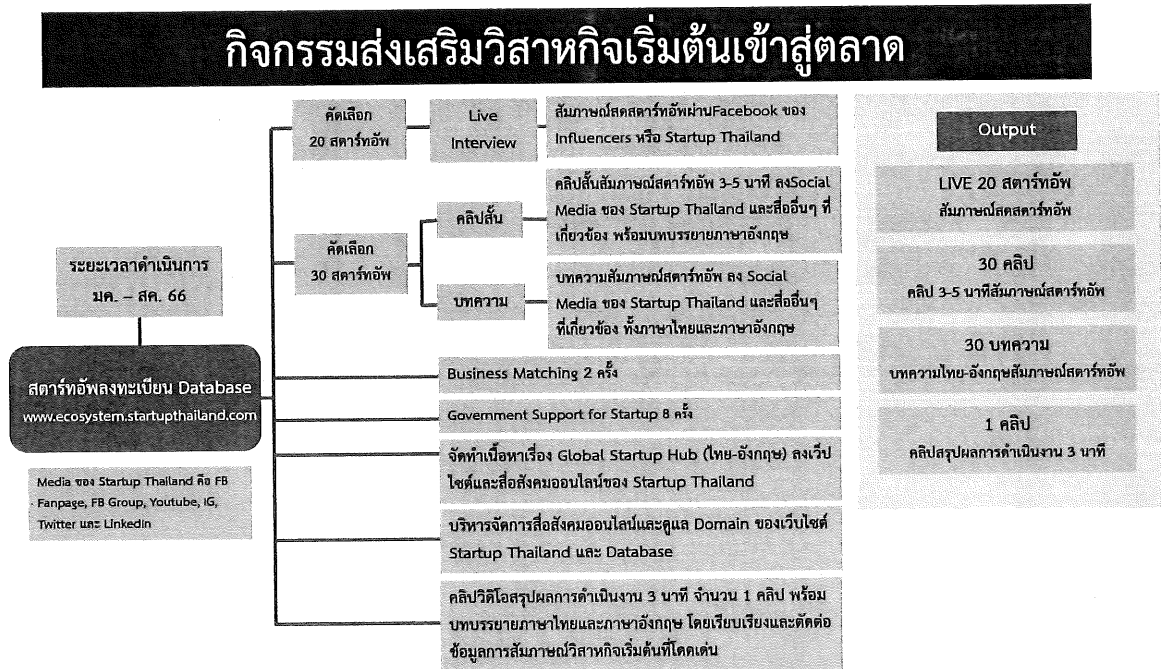 กิจกรรมส่งเสริมวิสาหกิจเริ่มต้นเข้าสู่ตลาด
ระยะเวลาดำเนินการ
มค. – สค. 66
สตาร์ทอัพลงทะเบียน Database
www.ecosystem.startupthailand.com
Media ของ Startup Thailand คือ FB
Fanpage, FB Group, Youtube, IG,
Twitter และ LinkedIn
คัดเลือก
20 สตาร์ทอัพ
Live
Interview
สัมภาษณ์สดสตาร์ทอัพผ่านFacebook ของ
Influencers หรือ Startup Thailand
คัดเลือก
30 สตาร์ทอัพ
คลิปสั้น
คลิปสั้นสัมภาษณ์สตาร์ทอัพ 3-5 นาที ลงSocial
Media ของ Startup Thailand และสื่ออื่นๆ ที่
เกี่ยวข้อง พร้อมบทบรรยายภาษาอังกฤษ
บทความ
บทความสัมภาษณ์สตาร์ทอัพ ลง Social
Media ของ Startup Thailand และสื่ออื่นๆ
ที่เกี่ยวข้อง ทั้งภาษาไทยและภาษาอังกฤษ
Business Matching 2 ครั้ง
Government Support for Startup 8 ครั้ง
จัดทำเนื้อหาเรื่อง Global Startup Hub (ไทย-อังกฤษ) ลงเว็ป
ไซต์และสื่อสังคมออนไลน์ของ Startup Thailand
บริหารจัดการสื่อสังคมออนไลน์และดูแล Domain ของเว็บไซต์
Startup Thailand และ Database
คลิปวิดิโอสรุปผลการดำเนินงาน 3 นาที จำนวน 1 คลิป พร้อม
บทบรรยายภาษาไทยและภาษาอังกฤษ โดยเรียบเรียงและตัดต่อ
ข้อมูลการสัมภาษณ์วิสาหกิจเริ่มต้นที่โดดเด่น
Output
LIVE 20 สตาร์ทอัพ
สัมภาษณ์สดสตาร์ทอัพ
30 คลิป
คลิป 3-5 นาทีสัมภาษณ์สตาร์ทอัพ
30 บทความ
บทความไทย-อังกฤษสัมภาษณ์สตาร์ทอัพ
1 คลิป
คลิปสรุปผลการดำเนินงาน 3 นาที